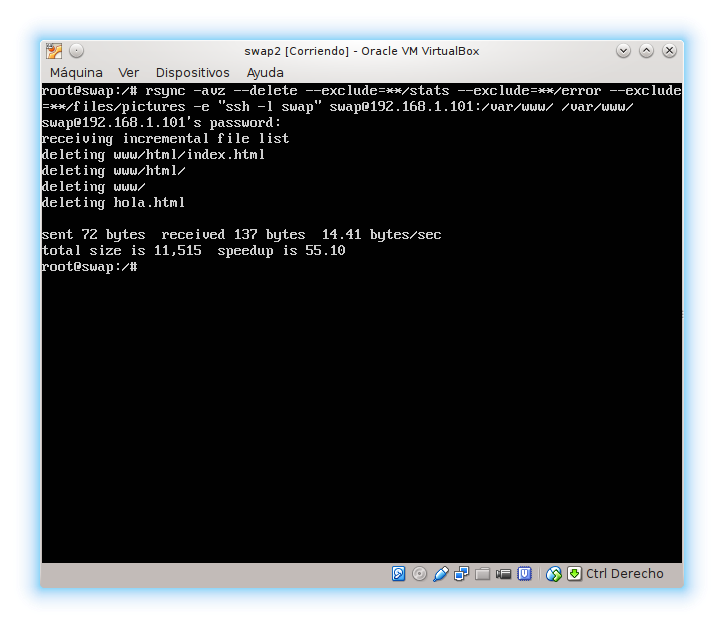 swap2 [Corriendo] - Oracle VM VirtualBox
Máquina Ver Dispositivos Ayuda
root@swap:/# rsync -avz --delete --exclude=**/stats --exclude=**/error --exclude
=**/files/pictures -e "ssh -l swap" swap@192.168.1.101:/var/www/ /var/www/
swap@192.168.1.101's password:
receiving incremental file list
deleting www/html/index.html
deleting www/html/
deleting www/
deleting hola.html
sent 72 bytes  received 137 bytes  14.41 bytes/sec
total size is 11,515  speedup is 55.10
root@swap:/#
Ctrl Derecho